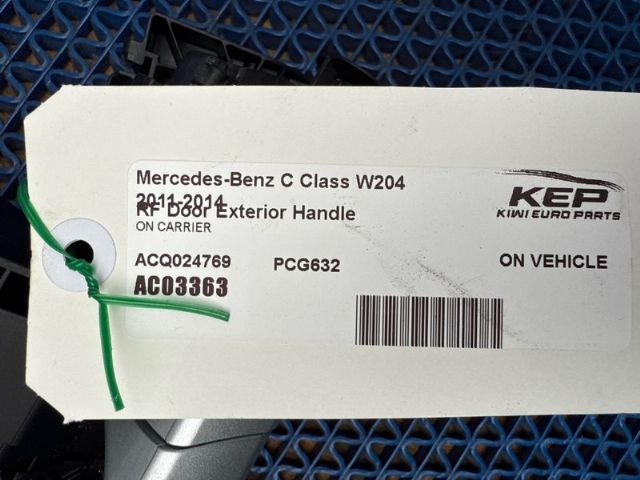 Mercedes-Benz C Class W204
2011-2014
RF Door Exterior Handle
ON CARRIER
KEP
KIWI EURO PARTS
ACQ024769 PCG632 ON VEHICLE
AC03363